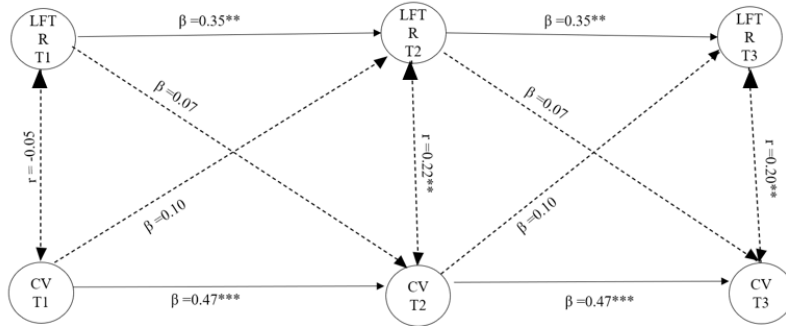 LFT
R
T1
β =0.35**
LFT
R
T2
β =0.35**
LFT
R
T3
β =0.07
β =0.07
r = -0.05
r =0.22**
r =0.20**
β =0.10
β =0.10
CV
T1
β =0.47***
CV
T2
β =0.47***
CV
T3